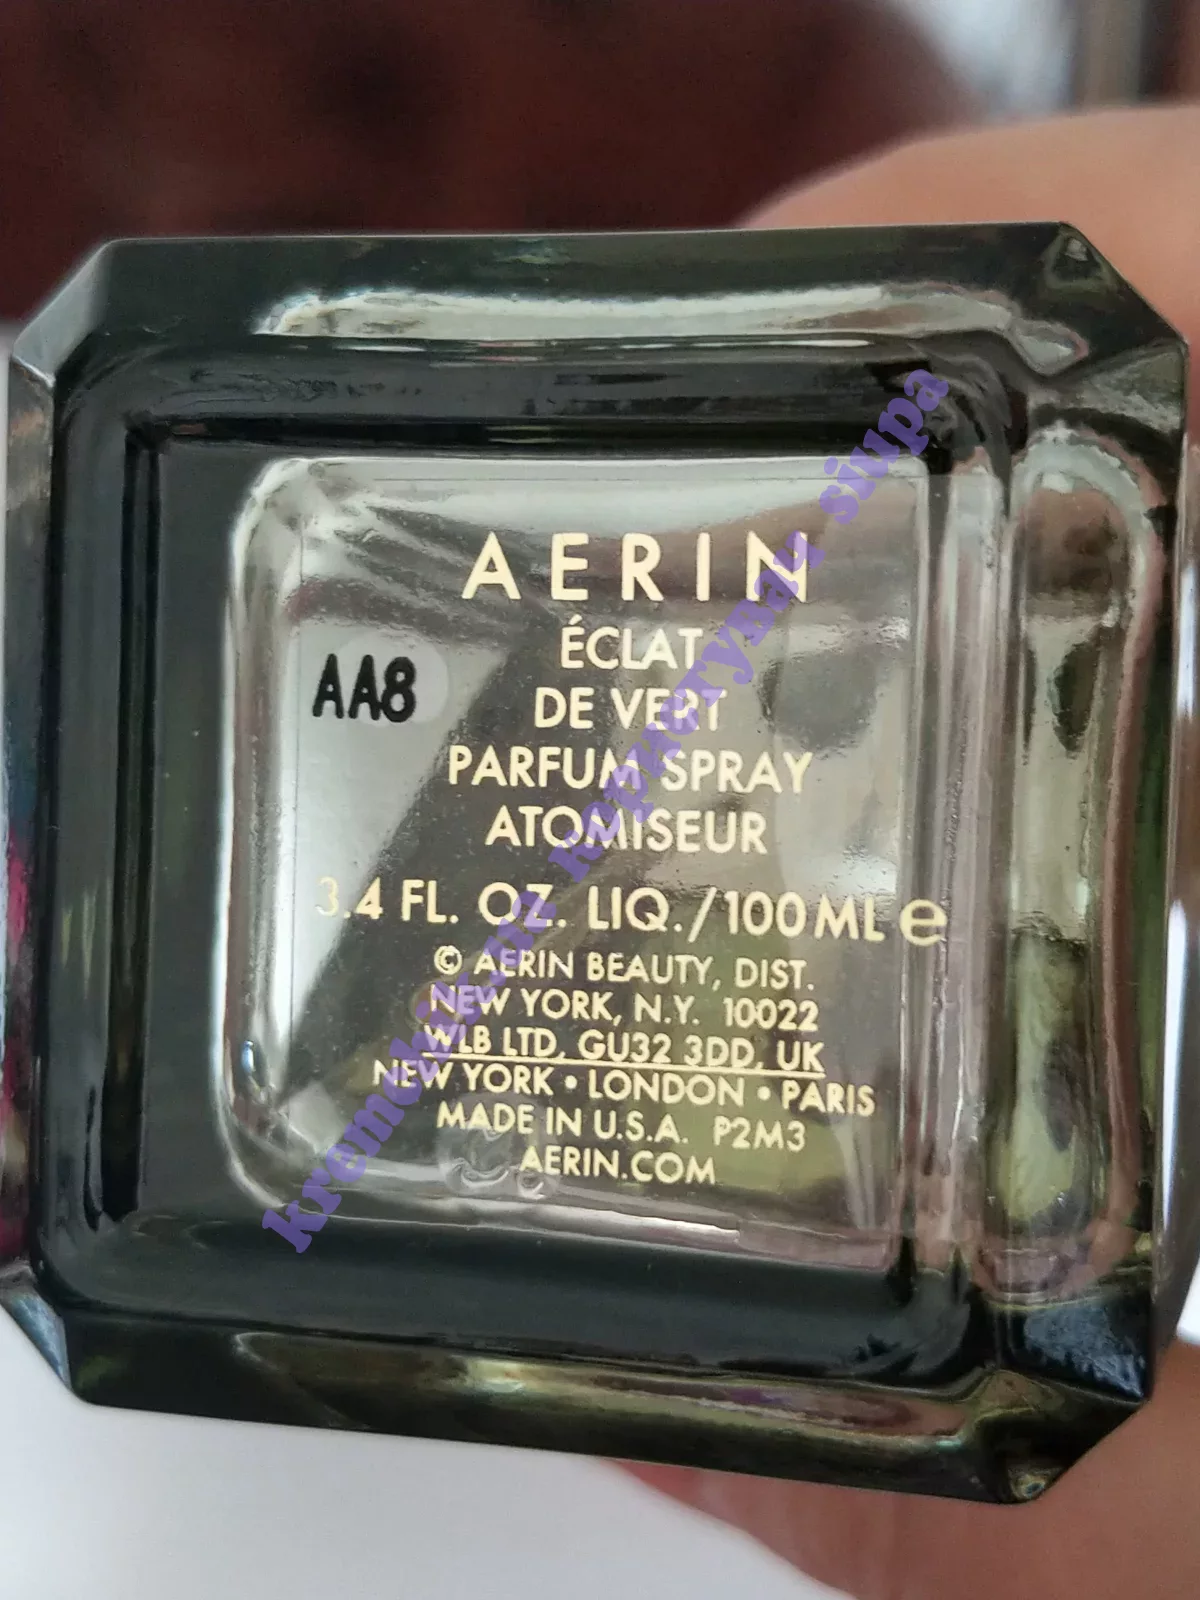 AERIN
ÉCLAT
DE VERT
AA8
PARFUM SPRAY
ATOMISEUR
3.4 FL. OZ. LIQ./100 ML e
© AERIN BEAUTY, DIST.
NEW YORK, N.Y. 10022
WLB LTD, GU32 3DD, UK
NEW YORK • LONDON • PARIS
MADE IN U.S.A. P2M3
AERIN.COM
siupa